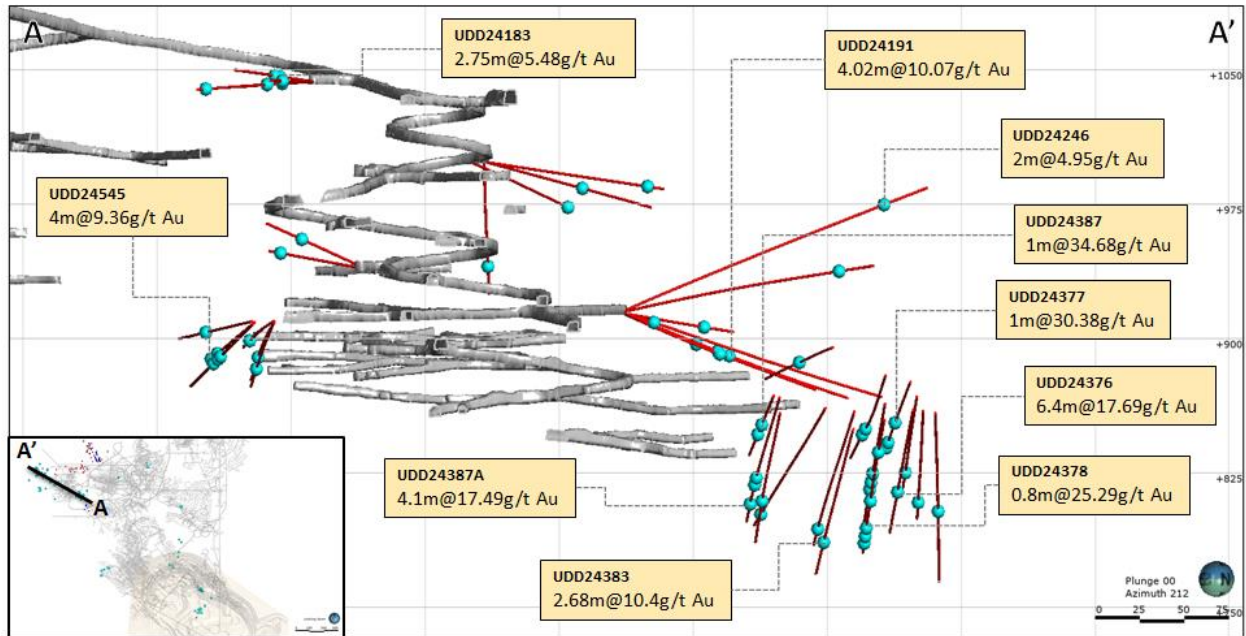 A
A'
UDD24183
2.75m@5.48g/t Au
UDD24191
4.02m@10.07g/t Au
+1050
UDD24246
2m@4.95g/t Au
UDD24545
4m@9.36g/t Au
+975
UDD24387
1m@34.68g/t Au
UDD24377
1m@30.38g/t Au
+900
UDD24376
6.4m@17.69g/t Au
A'
A
UDD24387A
4.1m@17.49g/t Au
UDD24378
0.8m@25.29g/t Au
+825
UDD24383
2.68m@10.4g/t Au
Plunge 00
Azimuth 212
E N
0 25 50 75
+750